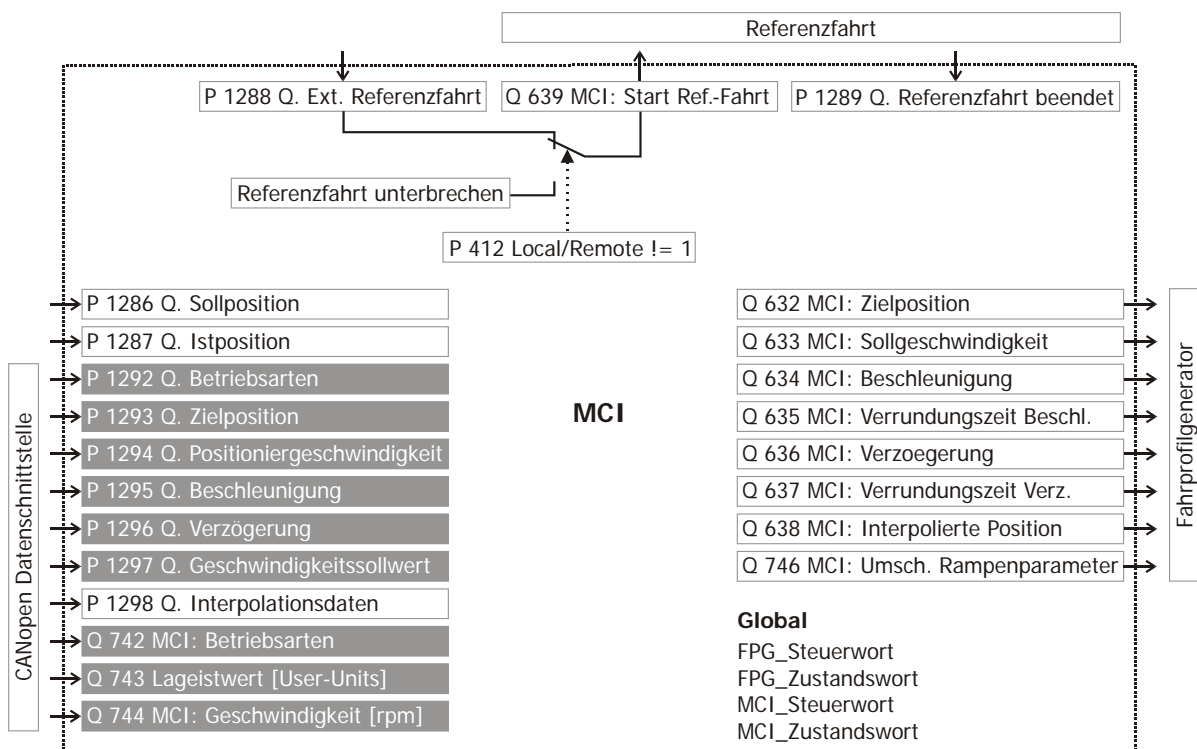 Referenzfahrt
P 1288 Q. Ext. Referenzfahrt
Q 639 MCI: Start Ref.-Fahrt
P 1289 Q. Referenzfahrt beendet
Referenzfahrt unterbrechen
P 412 Local/Remote != 1
CANopen Datenschnittstelle
P 1286 Q. Sollposition
P 1287 Q. Istposition
P 1292 Q. Betriebsarten
P 1293 Q. Zielposition
P 1294 Q. Positioniergeschwindigkeit
P 1295 Q. Beschleunigung
P 1296 Q. Verzögerung
P 1297 Q. Geschwindigkeitssollwert
P 1298 Q. Interpolationsdaten
Q 742 MCI: Betriebsarten
Q 743 Lageistwert [User-Units]
Q 744 MCI: Geschwindigkeit [rpm]
MCI
Q 632 MCI: Zielposition
Q 633 MCI: Sollgeschwindigkeit
Q 634 MCI: Beschleunigung
Q 635 MCI: Verrundungszeit Beschl.
Q 636 MCI: Verzoegerung
Q 637 MCI: Verrundungszeit Verz.
Q 638 MCI: Interpolierte Position
Q 746 MCI: Umsch. Rampenparameter
Fahrprofilgenerator
Global
FPG_Steuerwort
FPG_Zustandswort
MCI_Steuerwort
MCI_Zustandswort